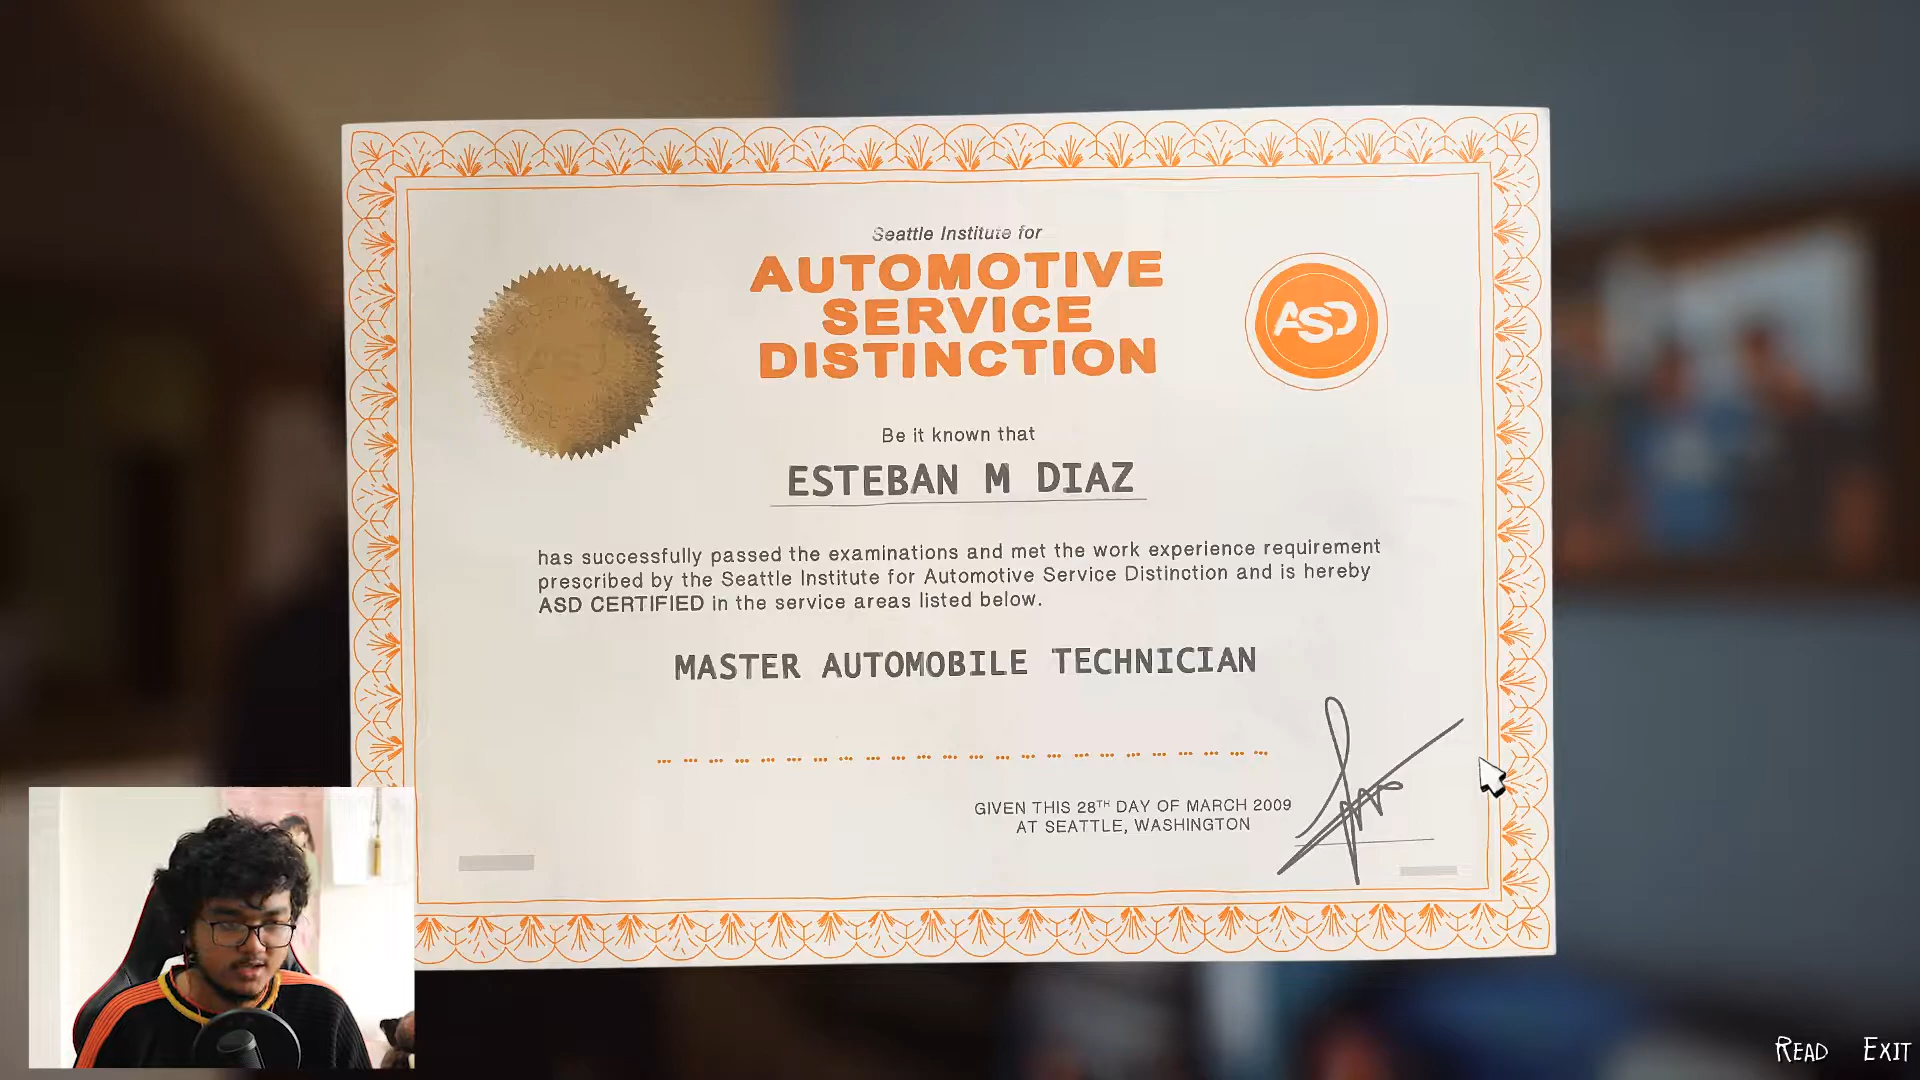 Seattle Institute for
AUTOMOTIVE
SERVICE
DISTINCTION
ASD
ASD
Be it known that
ESTEBAN M DIAZ
has successfully passed the examinations and met the work experience requirement
prescribed by the Seattle Institute for Automotive Service Distinction and is hereby
ASD CERTIFIED in the service areas listed below.
MASTER AUTOMOBILE TECHNICIAN
GIVEN THIS 28TH DAY OF MARCH 2009
AT SEATTLE, WASHINGTON
READ EXIT